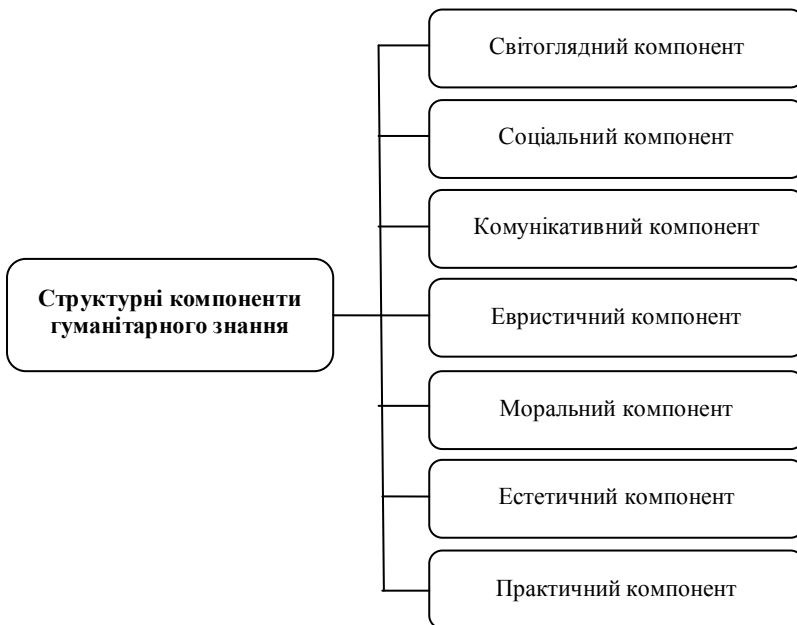 Світоглядний компонент
Соціальний компонент
Комунікативний компонент
Структурні компоненти
гуманітарного знання
Евристичний компонент
Моральний компонент
Естетичний компонент
Практичний компонент